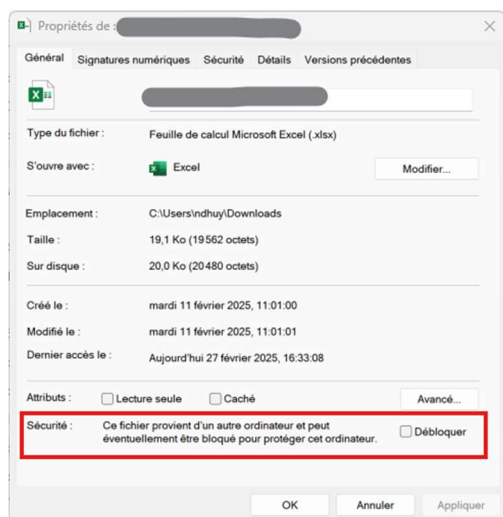 Propriétés de :
Général Signatures numériques Sécurité Détails Versions précédentes
Type du fichier : Feuille de calcul Microsoft Excel (.xlsx)
S'ouvre avec : Excel Modifier...
Emplacement : C:\Users\ndhuy\Downloads
Taille : 19,1 Ko (19 562 octets)
Sur disque : 20,0 Ko (20 480 octets)
Créé le : mardi 11 février 2025, 11:01:00
Modifié le : mardi 11 février 2025, 11:01:01
Dernier accès le : Aujourd'hui 27 février 2025, 16:33:08
Attributs : Lecture seule Caché Avancé...
Sécurité : Ce fichier provient d'un autre ordinateur et peut
éventuellement être bloqué pour protéger cet ordinateur. Débloquer
OK Annuler Appliquer